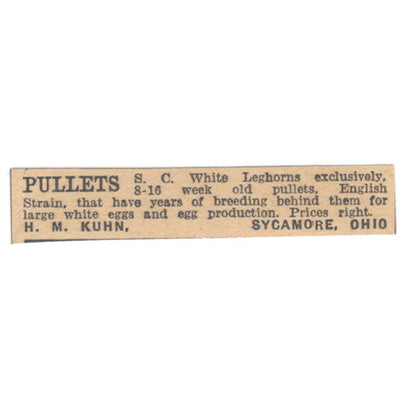 PULLETS S. C. White Leghorns exclusively,
8-16 week old pullets, English
Strain, that have years of breeding behind them for
large white eggs and egg production. Prices right.
H. M. KUHN, SYCAMORE, OHIO